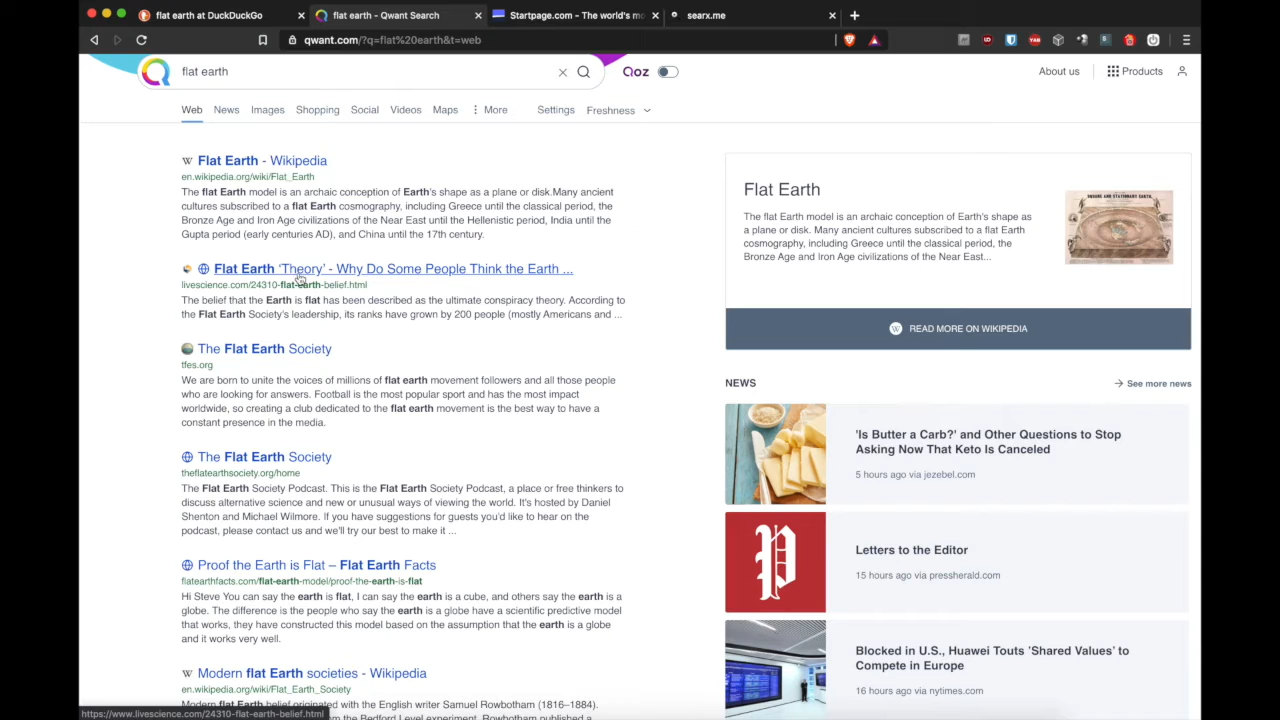 flat earth at DuckDuckGo
flat earth - Qwant Search
Startpage.com - The world's mo
searx.me
qwant.com/?q=flat%20earth&t=web
flat earth
Qoz
About us
Products
Web
News
Images
Shopping
Social
Videos
Maps
More
Settings
Freshness
Flat Earth - Wikipedia
en.wikipedia.org/wiki/Flat_Earth
The flat Earth model is an archaic conception of Earth's shape as a plane or disk.Many ancient
cultures subscribed to a flat Earth cosmography, including Greece until the classical period, the
Bronze Age and Iron Age civilizations of the Near East until the Hellenistic period, India until the
Gupta period (early centuries AD), and China until the 17th century.
Flat Earth 'Theory' - Why Do Some People Think the Earth ...
livescience.com/24310-flat-earth-belief.html
The belief that the Earth is flat has been described as the ultimate conspiracy theory. According to
the Flat Earth Society's leadership, its ranks have grown by 200 people (mostly Americans and ...
The Flat Earth Society
tfes.org
We are born to unite the voices of millions of flat earth movement followers and all those people
who are looking for answers. Football is the most popular sport and has the most impact
worldwide, so creating a club dedicated to the flat earth movement is the best way to have a
constant presence in the media.
The Flat Earth Society
theflatearthsociety.org/home
The Flat Earth Society Podcast. This is the Flat Earth Society Podcast, a place or free thinkers to
discuss alternative science and new or unusual ways of viewing the world. It's hosted by Daniel
Shenton and Michael Wilmore. If you have suggestions for guests you'd like to hear on the
podcast, please contact us and we'll try our best to make it ...
Proof the Earth is Flat – Flat Earth Facts
flatearthfacts.com/flat-earth-model/proof-the-earth-is-flat
Hi Steve You can say the earth is flat, I can say the earth is a cube, and others say the earth is a
globe. The difference is the people who say the earth is a globe have a scientific predictive model
that works, they have constructed this model based on the assumption that the earth is a globe
and it works very well.
Modern flat Earth societies - Wikipedia
en.wikipedia.org/wiki/Flat_Earth_Society
Modern flat Earth belief originated with the English writer Samuel Rowbotham (1816–1884).
https://www.livescience.com/24310-flat-earth-belief.html
m the Bedford Level experiment, Rowbotham published a
Flat Earth
The flat Earth model is an archaic conception of Earth's shape as
a plane or disk. Many ancient cultures subscribed to a flat Earth
cosmography, including Greece until the classical period, the
Bronze Age and Iron Age civilizations of the Near East...
READ MORE ON WIKIPEDIA
NEWS
See more news
'Is Butter a Carb?' and Other Questions to Stop
Asking Now That Keto Is Canceled
5 hours ago via jezebel.com
P
Letters to the Editor
15 hours ago via pressherald.com
Blocked in U.S., Huawei Touts 'Shared Values' to
Compete in Europe
16 hours ago via nytimes.com